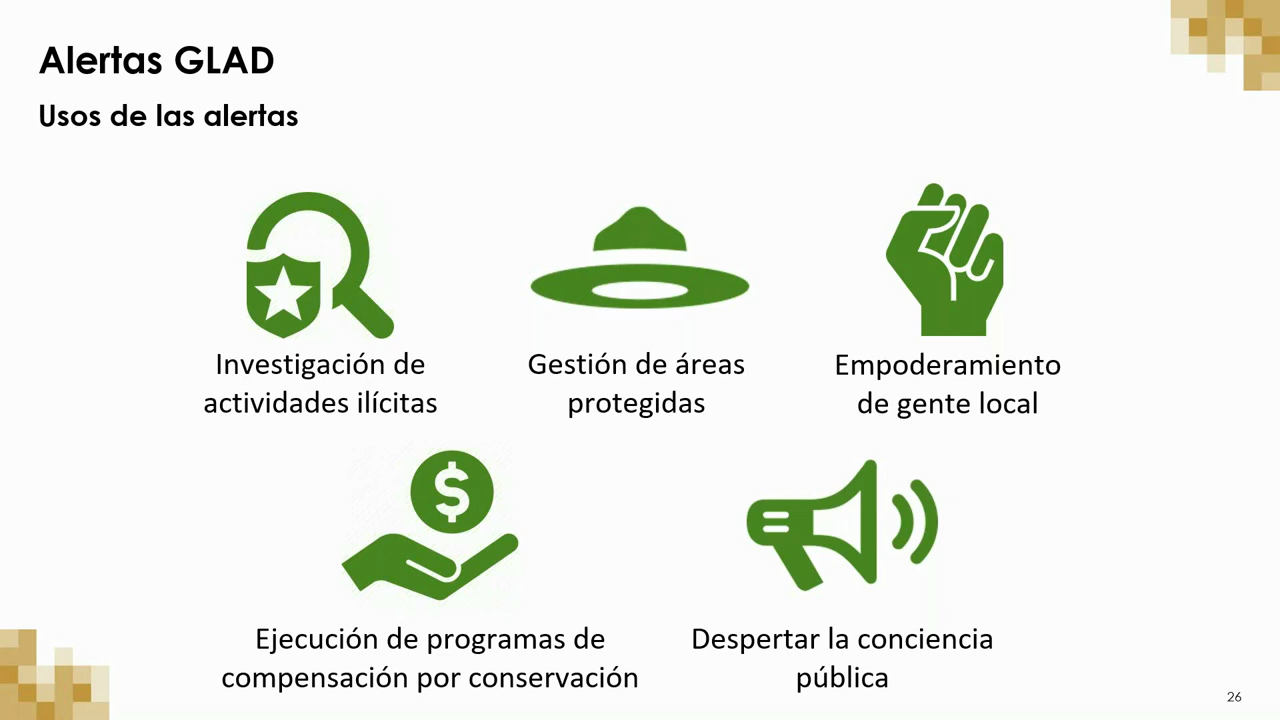 Alertas GLAD
Usos de las alertas
Investigación de
actividades ilícitas
Gestión de áreas
protegidas
Empoderamiento
de gente local
$
Ejecución de programas de
compensación por conservación
Despertar la conciencia
pública
26